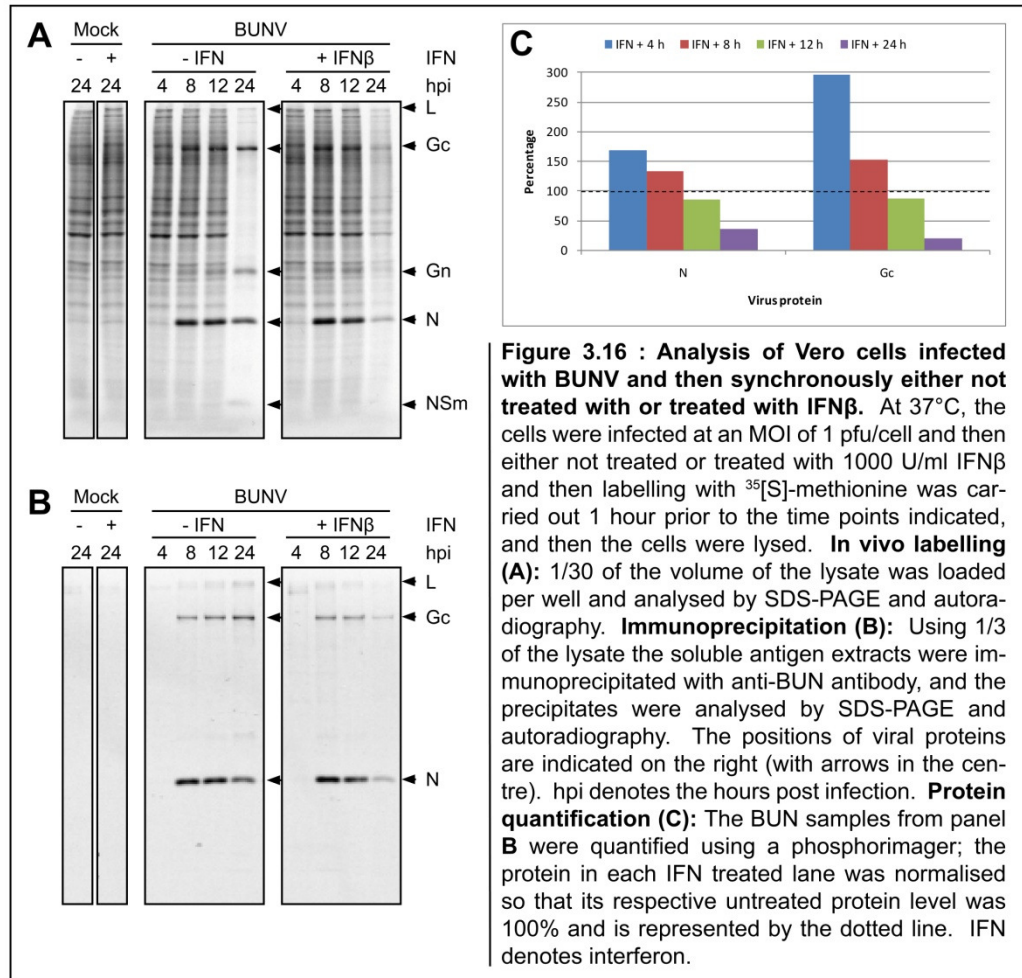 A
Mock
BUNV
- +
- IFN
+ IFNβ
IFN
24 24
4 8 12 24
4 8 12 24
hpi
L
Gc
Gn
N
NSm
B
Mock
BUNV
- +
- IFN
+ IFNβ
IFN
24 24
4 8 12 24
4 8 12 24
hpi
L
Gc
N
C
IFN + 4 h
IFN + 8 h
IFN + 12 h
IFN + 24 h
300
250
200
150
100
50
0
Percentage
N
Gc
Virus protein
Figure 3.16 : Analysis of Vero cells infected
with BUNV and then synchronously either not
treated with or treated with IFNβ. At 37°C, the
cells were infected at an MOI of 1 pfu/cell and then
either not treated or treated with 1000 U/ml IFNβ
and then labelling with ³⁵[S]-methionine was car-
ried out 1 hour prior to the time points indicated,
and then the cells were lysed. In vivo labelling
(A): 1/30 of the volume of the lysate was loaded
per well and analysed by SDS-PAGE and autora-
diography. Immunoprecipitation (B): Using 1/3
of the lysate the soluble antigen extracts were im-
munoprecipitated with anti-BUN antibody, and the
precipitates were analysed by SDS-PAGE and
autoradiography. The positions of viral proteins
are indicated on the right (with arrows in the cen-
tre). hpi denotes the hours post infection. Protein
quantification (C): The BUN samples from panel
B were quantified using a phosphorimager; the
protein in each IFN treated lane was normalised
so that its respective untreated protein level was
100% and is represented by the dotted line. IFN
denotes interferon.